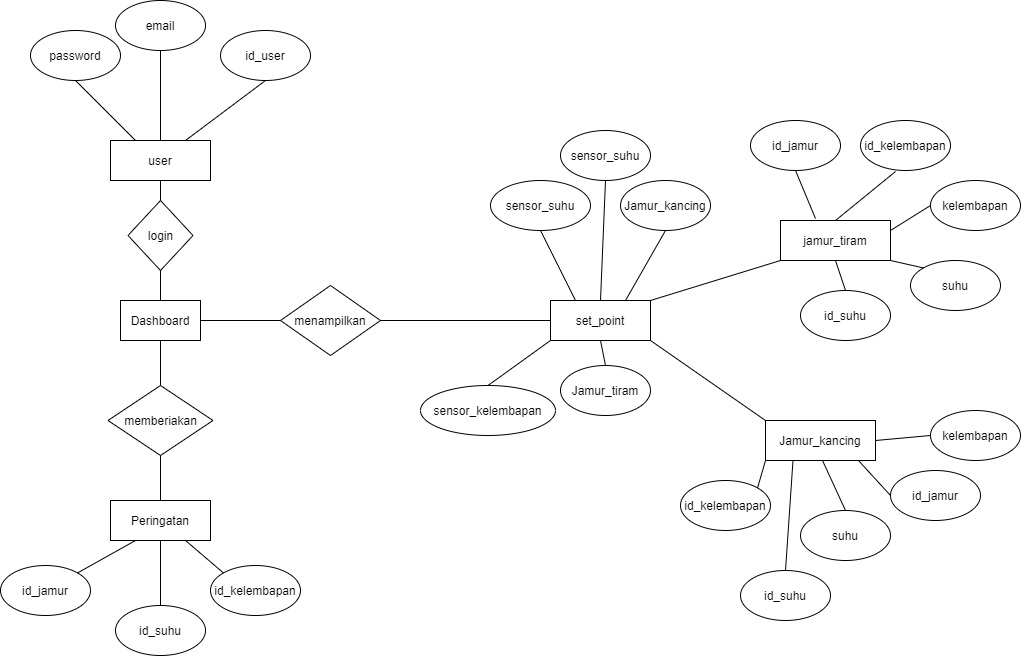 email
password
id_user
user
login
Dashboard
menampilkan
memberiakan
Peringatan
id_jamur
id_kelembapan
id_suhu
sensor_suhu
sensor_suhu
Jamur_kancing
set_point
sensor_kelembapan
Jamur_tiram
id_jamur
id_kelembapan
kelembapan
jamur_tiram
suhu
id_suhu
Jamur_kancing
kelembapan
id_jamur
id_kelembapan
suhu
id_suhu